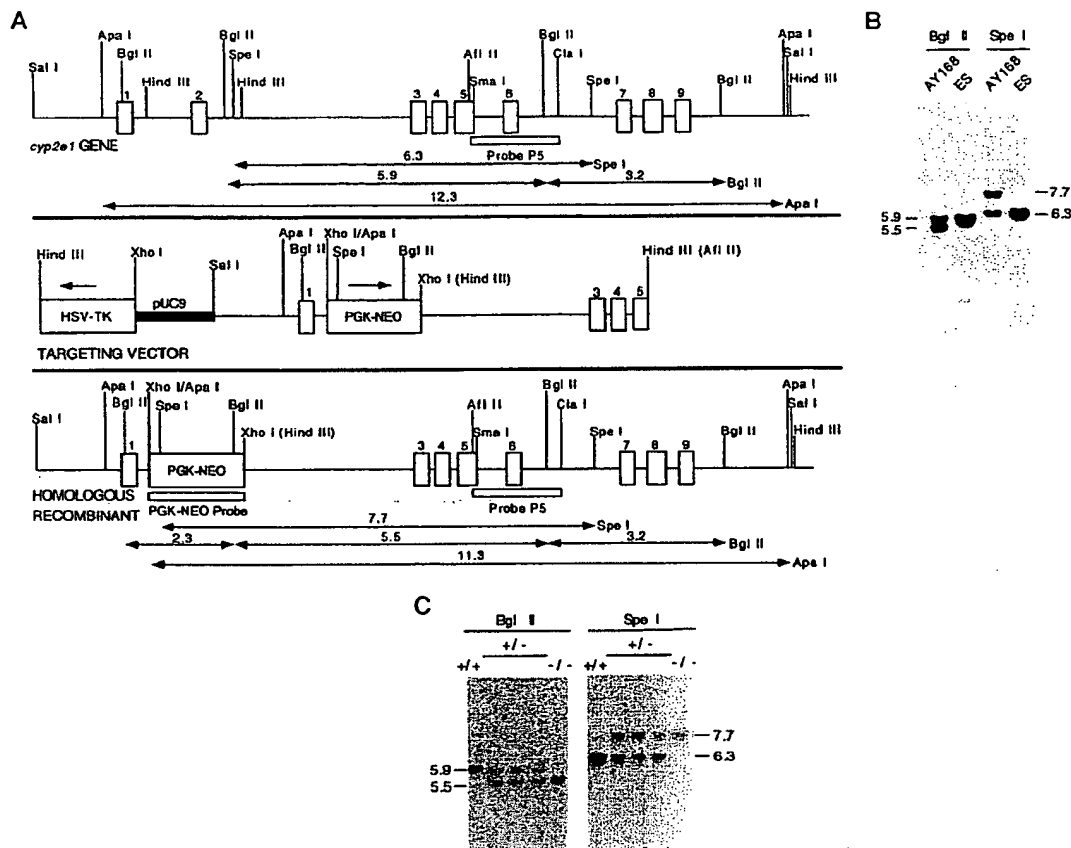 A
Apa I
Bgl II
Sal I
Hind III
Bgl II
Spe I
Hind III
Afl II
Sma I
Bgl II
Cla I
Spe I
Bgl II
Apa I
Sal I
Hind III
1
2
3
4
5
6
7
8
9
cyp2e1 GENE
Probe P5
6.3
Spe I
5.9
3.2
Bgl II
12.3
Apa I
Hind III
Xho I
Sal I
Apa I
Bgl II
Xho I/Apa I
Spe I
Bgl II
Xho I (Hind III)
Hind III (Afl II)
HSV-TK
pUC9
1
PGK-NEO
3
4
5
TARGETING VECTOR
Sal I
Apa I
Bgl II
Xho I/Apa I
Spe I
Bgl II
Xho I (Hind III)
Afl II
Sma I
Bgl II
Cla I
Spe I
Bgl II
Apa I
Sal I
Hind III
1
PGK-NEO
3
4
5
6
7
8
9
HOMOLOGOUS
RECOMBINANT
PGK-NEO Probe
Probe P5
7.7
Spe I
2.3
5.5
3.2
Bgl II
11.3
Apa I
B
Bgl II
Spe I
AY168
ES
AY168
ES
7.7
6.3
5.9
5.5
C
Bgl II
Spe I
+/-
+/-
+/+
-/-
+/+
-/-
7.7
6.3
5.9
5.5